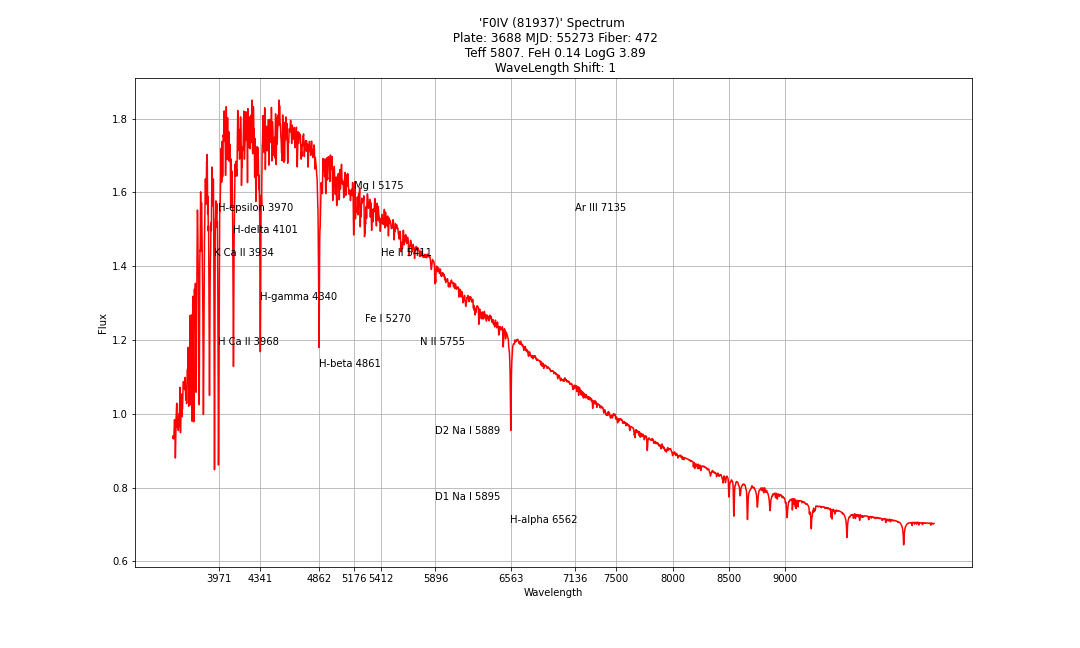 'F0IV (81937)' Spectrum
Plate: 3688 MJD: 55273 Fiber: 472
Teff 5807. FeH 0.14 LogG 3.89
WaveLength Shift: 1
1.8
Mg I 5175
1.6
H-epsilon 3970
Ar III 7135
H-delta 4101
K Ca II 3934
He II 5411
1.4
H-gamma 4340
Fe I 5270
Flux
1.2
H Ca II 3968
N II 5755
H-beta 4861
1.0
D2 Na I 5889
0.8
D1 Na I 5895
H-alpha 6562
0.6
3971 4341 4862 5176 5412 5896 6563 7136 7500 8000 8500 9000
Wavelength